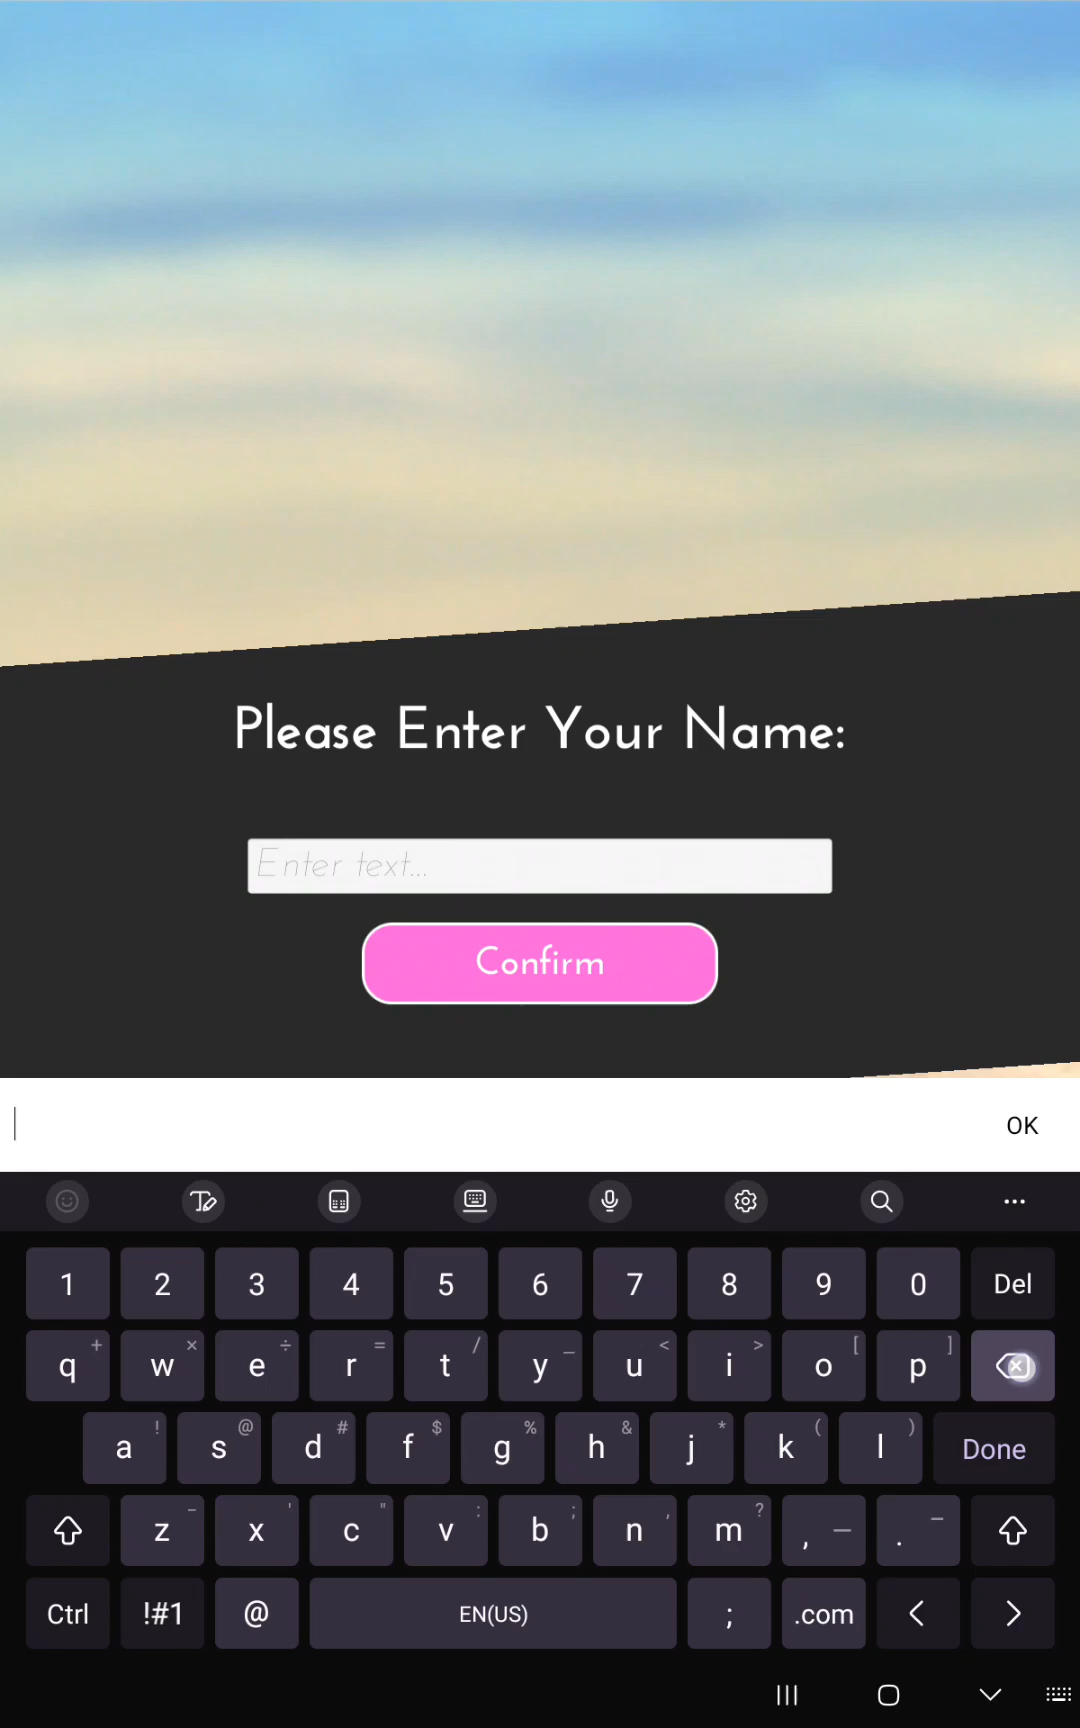 Please Enter Your Name:
Enter text...
Confirm
OK
1 2 3 4 5 6 7 8 9 0 Del
+ × ÷ = / _ < > [ ]
q w e r t y u i o p
! @ # $ % & * ( )
a s d f g h j k l Done
- ' " : ; , ? — –
z x c v b n m , .
Ctrl !#1 @ EN(US) ; .com < >